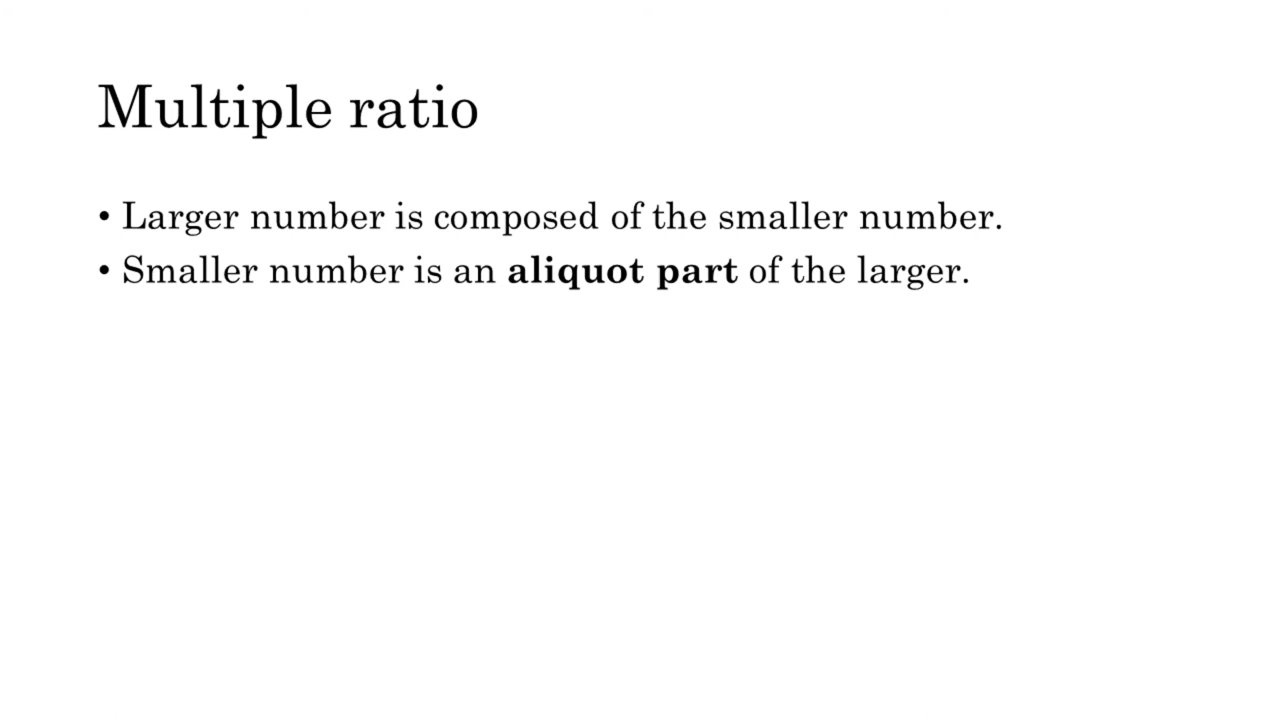 Multiple ratio
• Larger number is composed of the smaller number.
• Smaller number is an aliquot part of the larger.